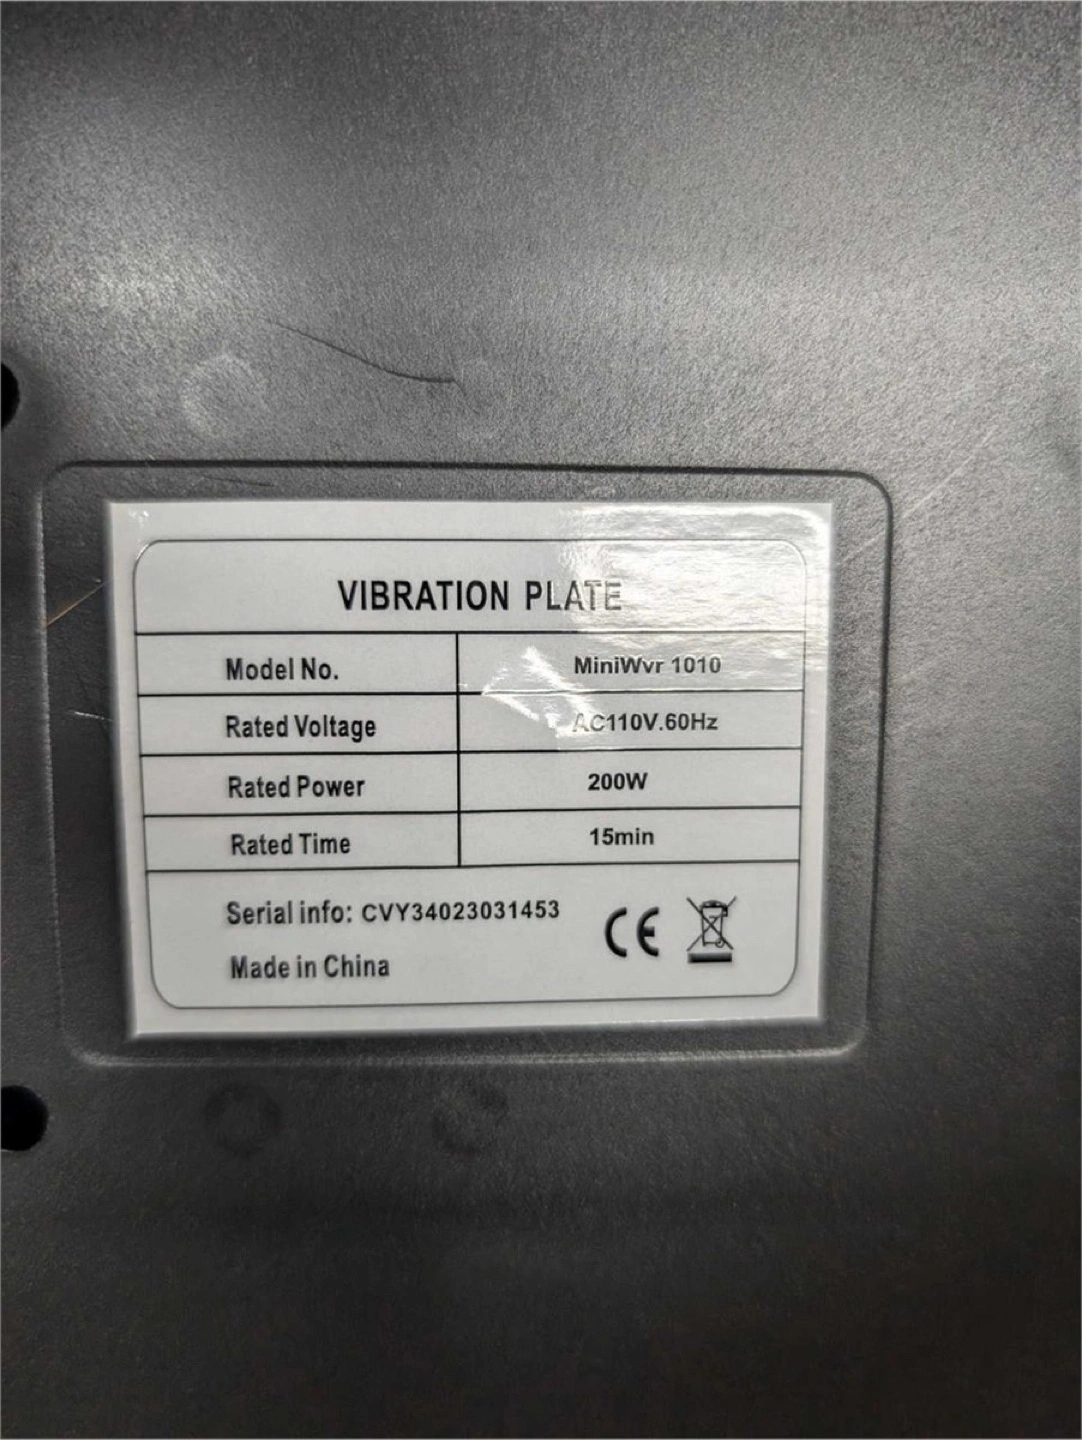 VIBRATION PLATE
Model No. MiniWvr 1010
Rated Voltage AC110V.60Hz
Rated Power 200W
Rated Time 15min
Serial info: CVY34023031453
CE
Made in China